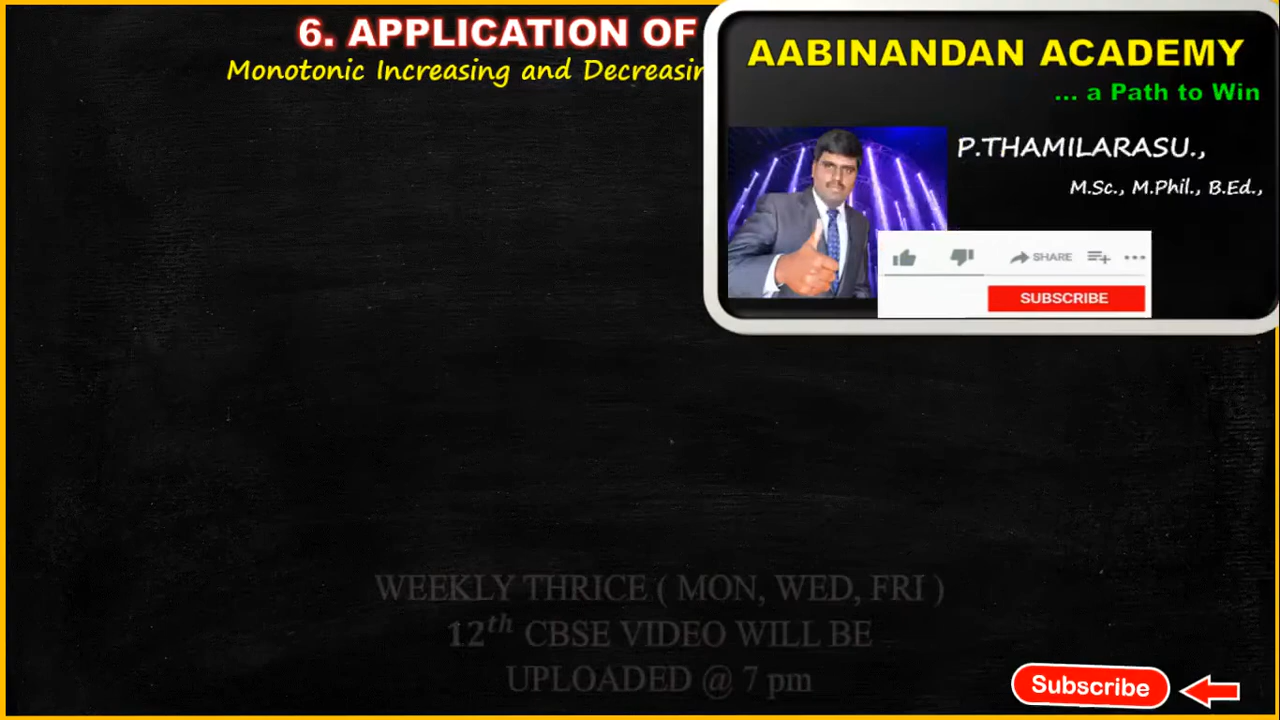 6. APPLICATION OF
Monotonic Increasing and Decreasin
AABINANDAN ACADEMY
... a Path to Win
P.THAMILARASU.,
M.Sc., M.Phil., B.Ed.,
SHARE
SUBSCRIBE
WEEKLY THRICE ( MON, WED, FRI )
12th CBSE VIDEO WILL BE
UPLOADED @ 7 pm
Subscribe